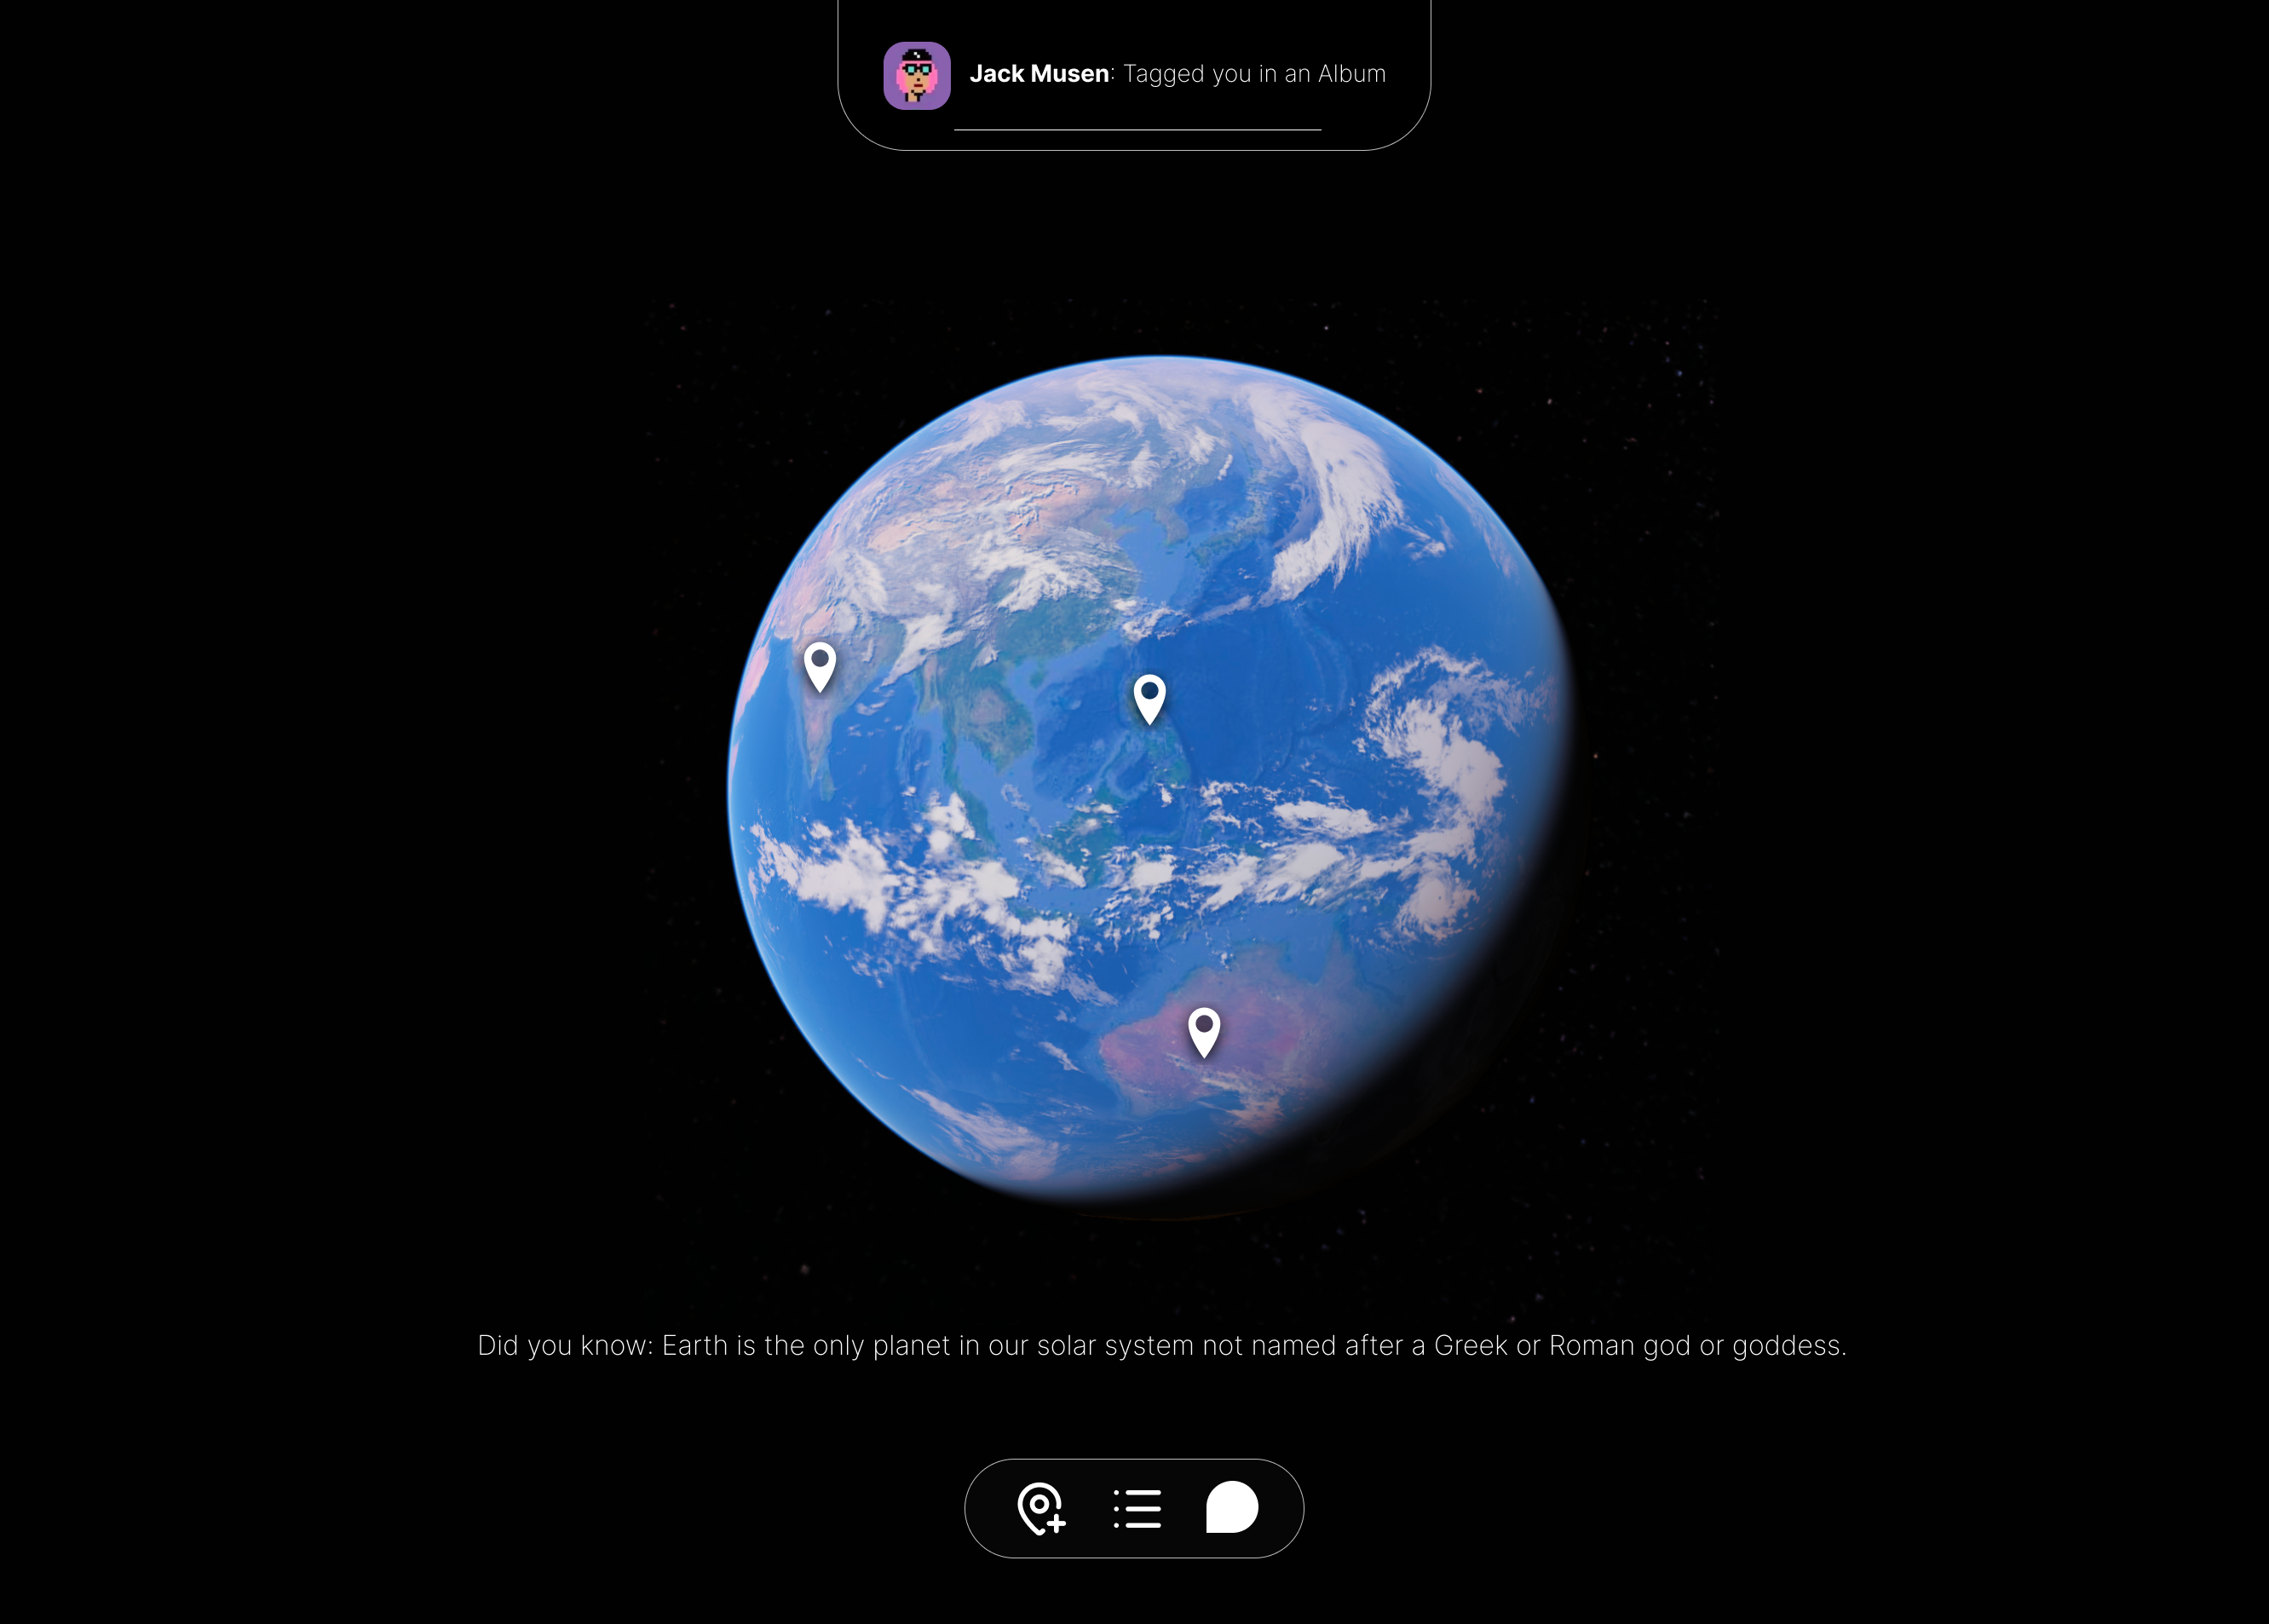 Jack Musen: Tagged you in an Album
Did you know: Earth is the only planet in our solar system not named after a Greek or Roman god or goddess.